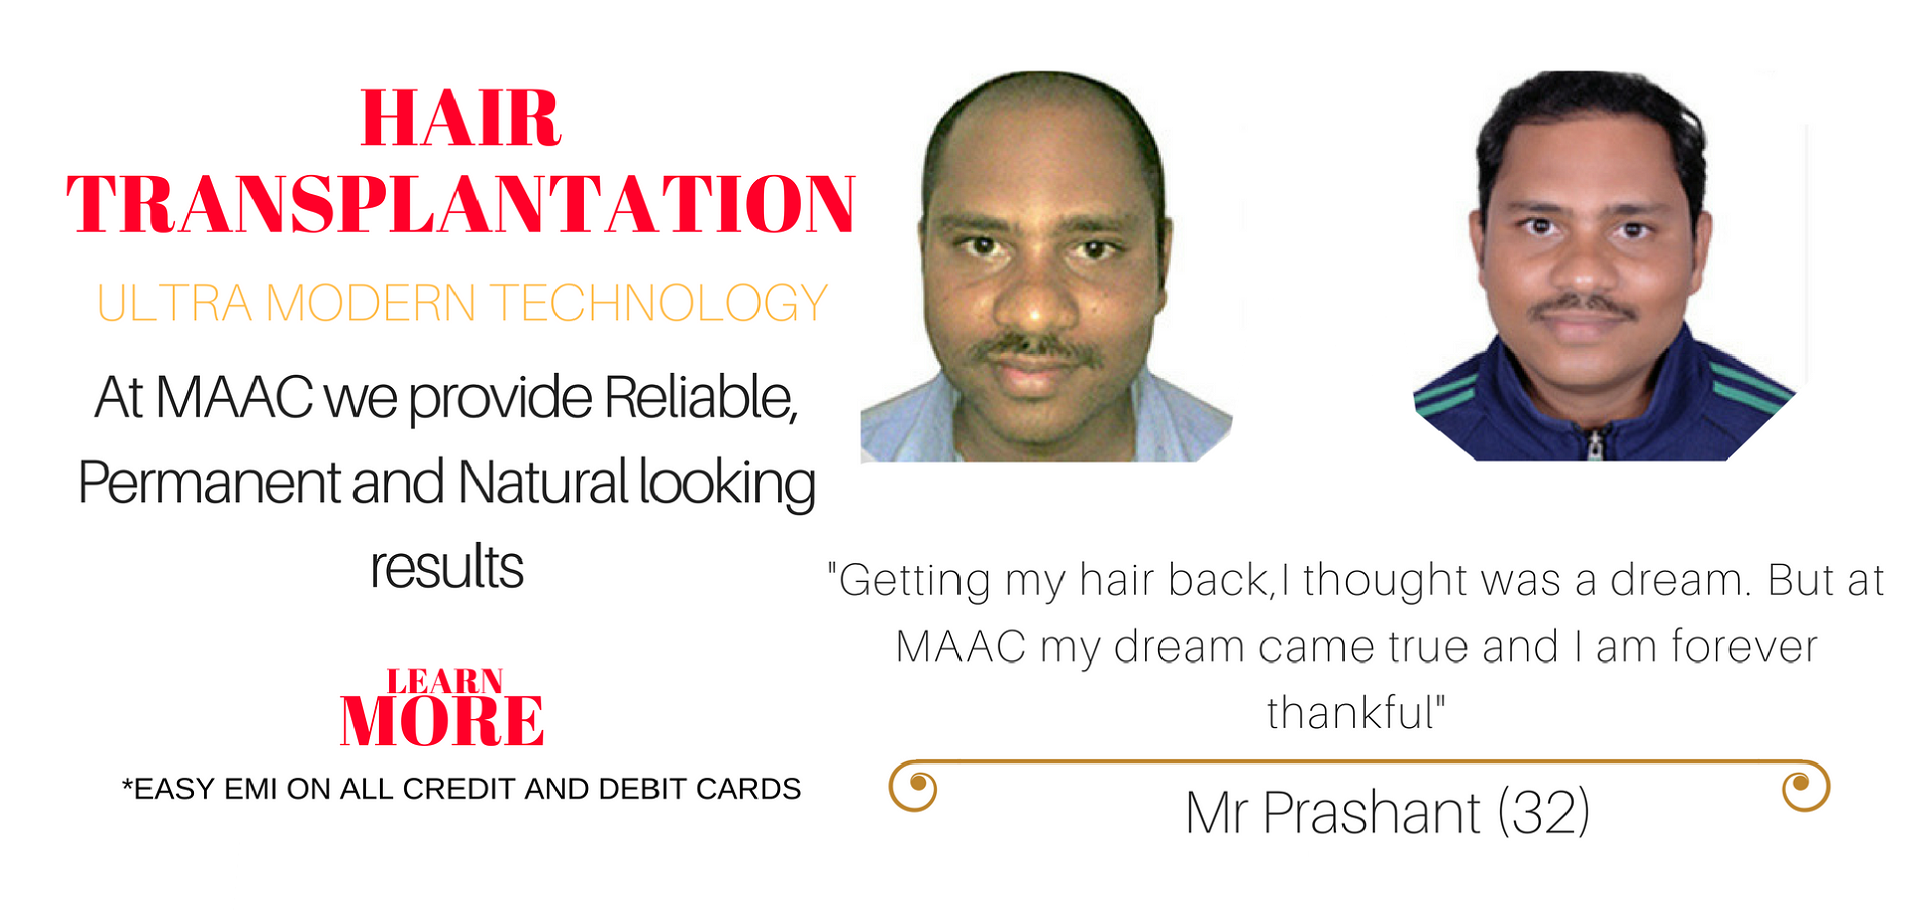 HAIR
TRANSPLANTATION
ULTRA MODERN TECHNOLOGY
At MAAC we provide Reliable,
Permanent and Natural looking
results
LEARN
MORE
*EASY EMI ON ALL CREDIT AND DEBIT CARDS
"Getting my hair back,I thought was a dream. But at
MAAC my dream came true and I am forever
thankful"
Mr Prashant (32)